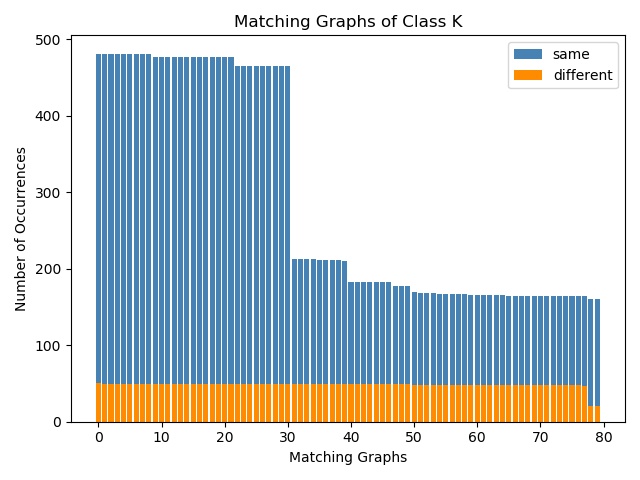 Matching Graphs of Class K
same
different
Number of Occurrences
500
400
300
200
100
0
0 10 20 30 40 50 60 70 80
Matching Graphs